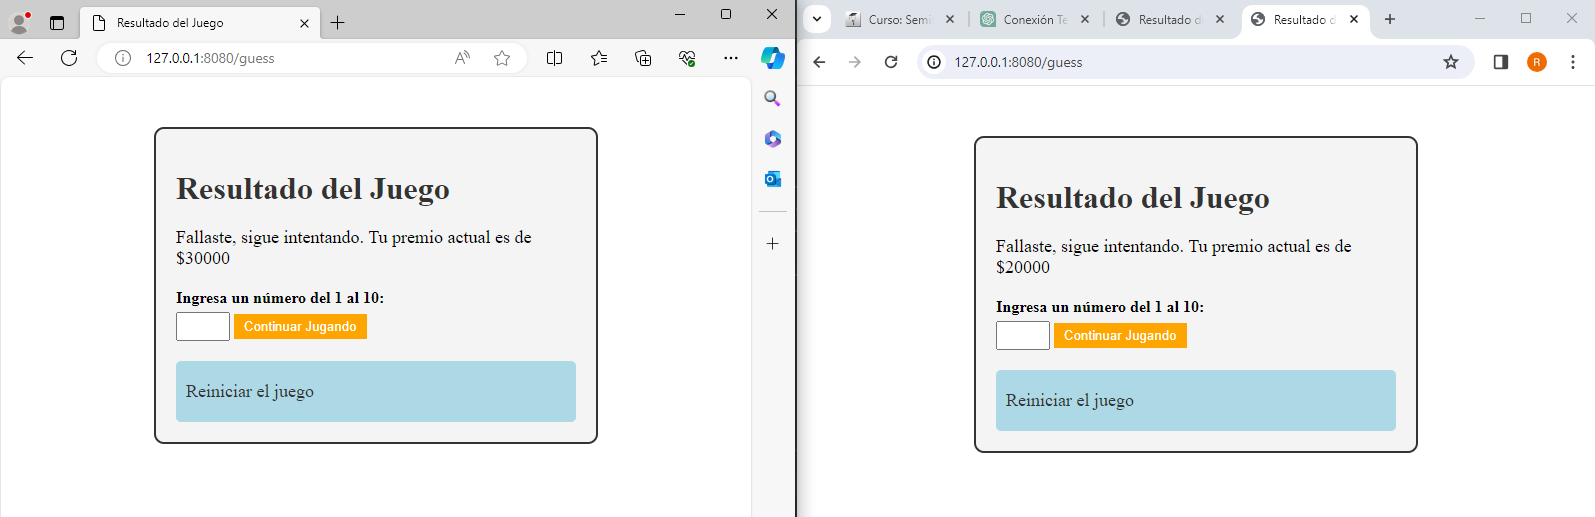 Resultado del Juego
127.0.0.1:8080/guess
Resultado del Juego
Fallaste, sigue intentando. Tu premio actual es de
$30000
Ingresa un número del 1 al 10:
Continuar Jugando
Reiniciar el juego
Curso: Semi
Conexión Te
Resultado d
Resultado d
127.0.0.1:8080/guess
R
Resultado del Juego
Fallaste, sigue intentando. Tu premio actual es de
$20000
Ingresa un número del 1 al 10:
Continuar Jugando
Reiniciar el juego